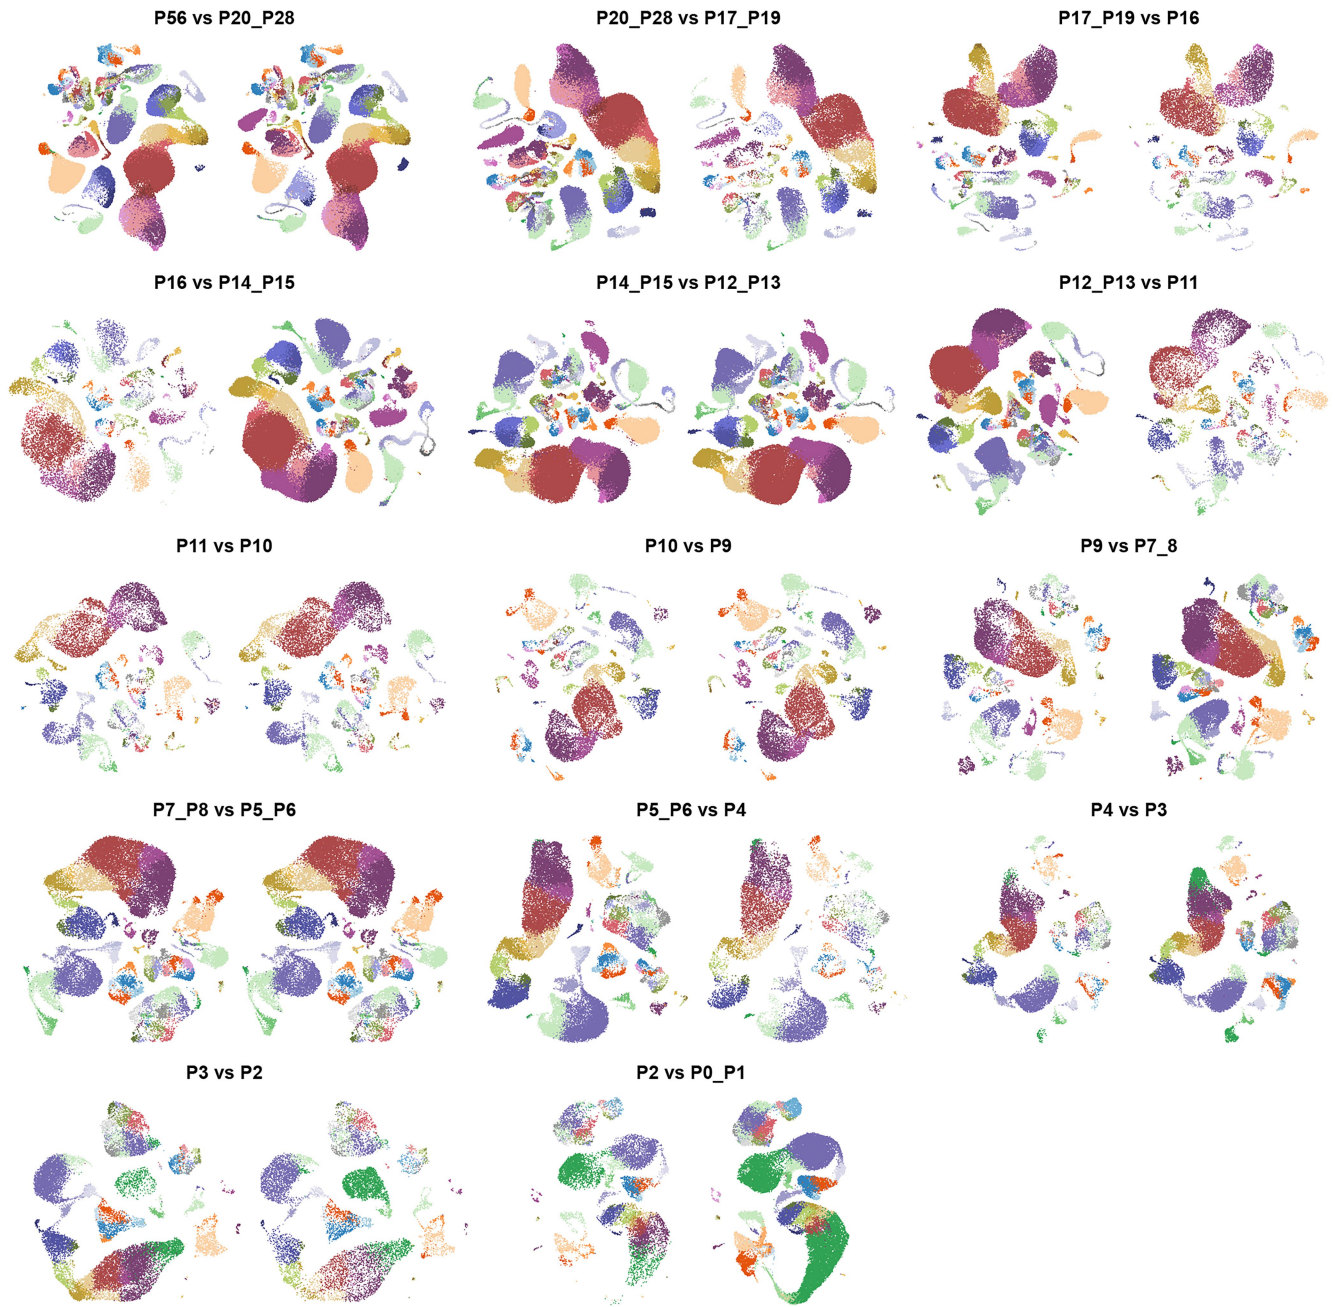 P56 vs P20_P28
P20_P28 vs P17_P19
P17_P19 vs P16
P16 vs P14_P15
P14_P15 vs P12_P13
P12_P13 vs P11
P11 vs P10
P10 vs P9
P9 vs P7_8
P7_P8 vs P5_P6
P5_P6 vs P4
P4 vs P3
P3 vs P2
P2 vs P0_P1